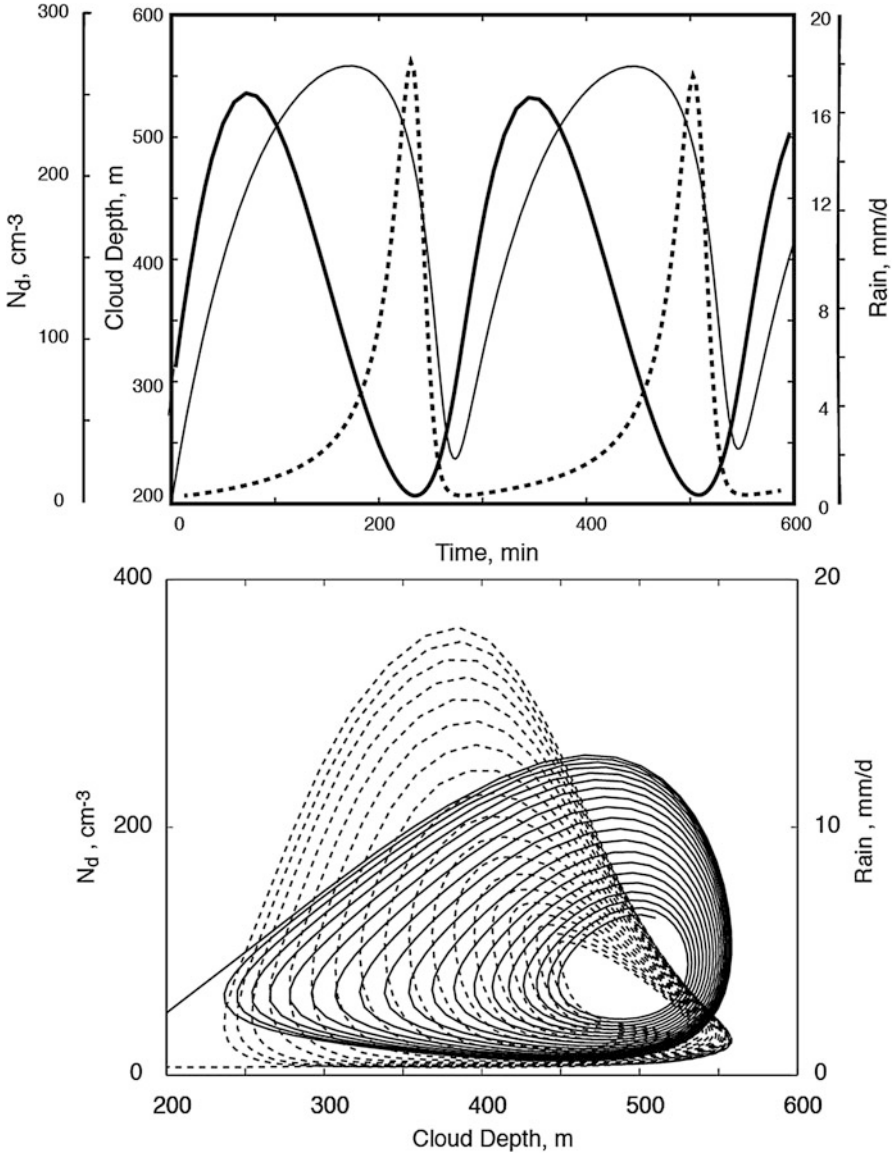 300
200
100
0
N_d, cm-3
600
500
400
300
200
Cloud Depth, m
20
16
12
8
4
0
Rain, mm/d
0 200 400 600
Time, min
400
200
0
N_d , cm-3
20
10
0
Rain , mm/d
200 300 400 500 600
Cloud Depth, m